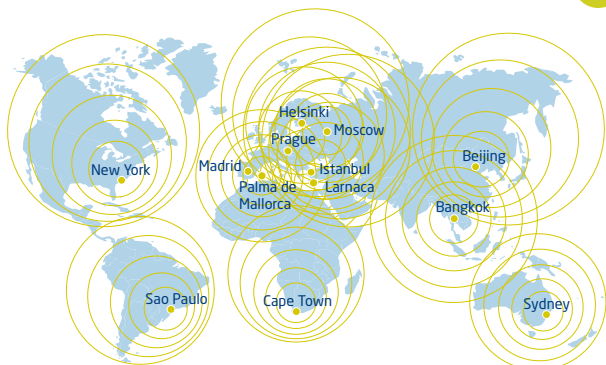 Helsinki
Moscow
Prague
Madrid
Istanbul
Beijing
New York
Larnaca
Palma de
Mallorca
Bangkok
Sao Paulo
Cape Town
Sydney